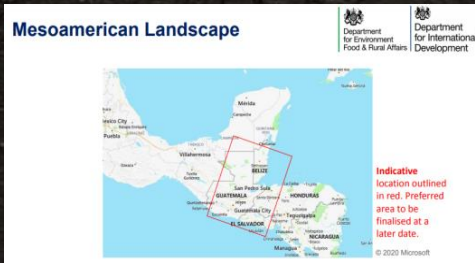 Mesoamerican Landscape
Department
for Environment
Food & Rural Affairs
Department
for International
Development
Mérida
Mexico City
Puebla
Villahermosa
BELIZE
San Pedro Sula
GUATEMALA
HONDURAS
Guatemala City
Tegucigalpa
EL SALVADOR
NICARAGUA
Managua
Indicative
location outlined
in red. Preferred
area to be
finalised at a
later date.
© 2020 Microsoft